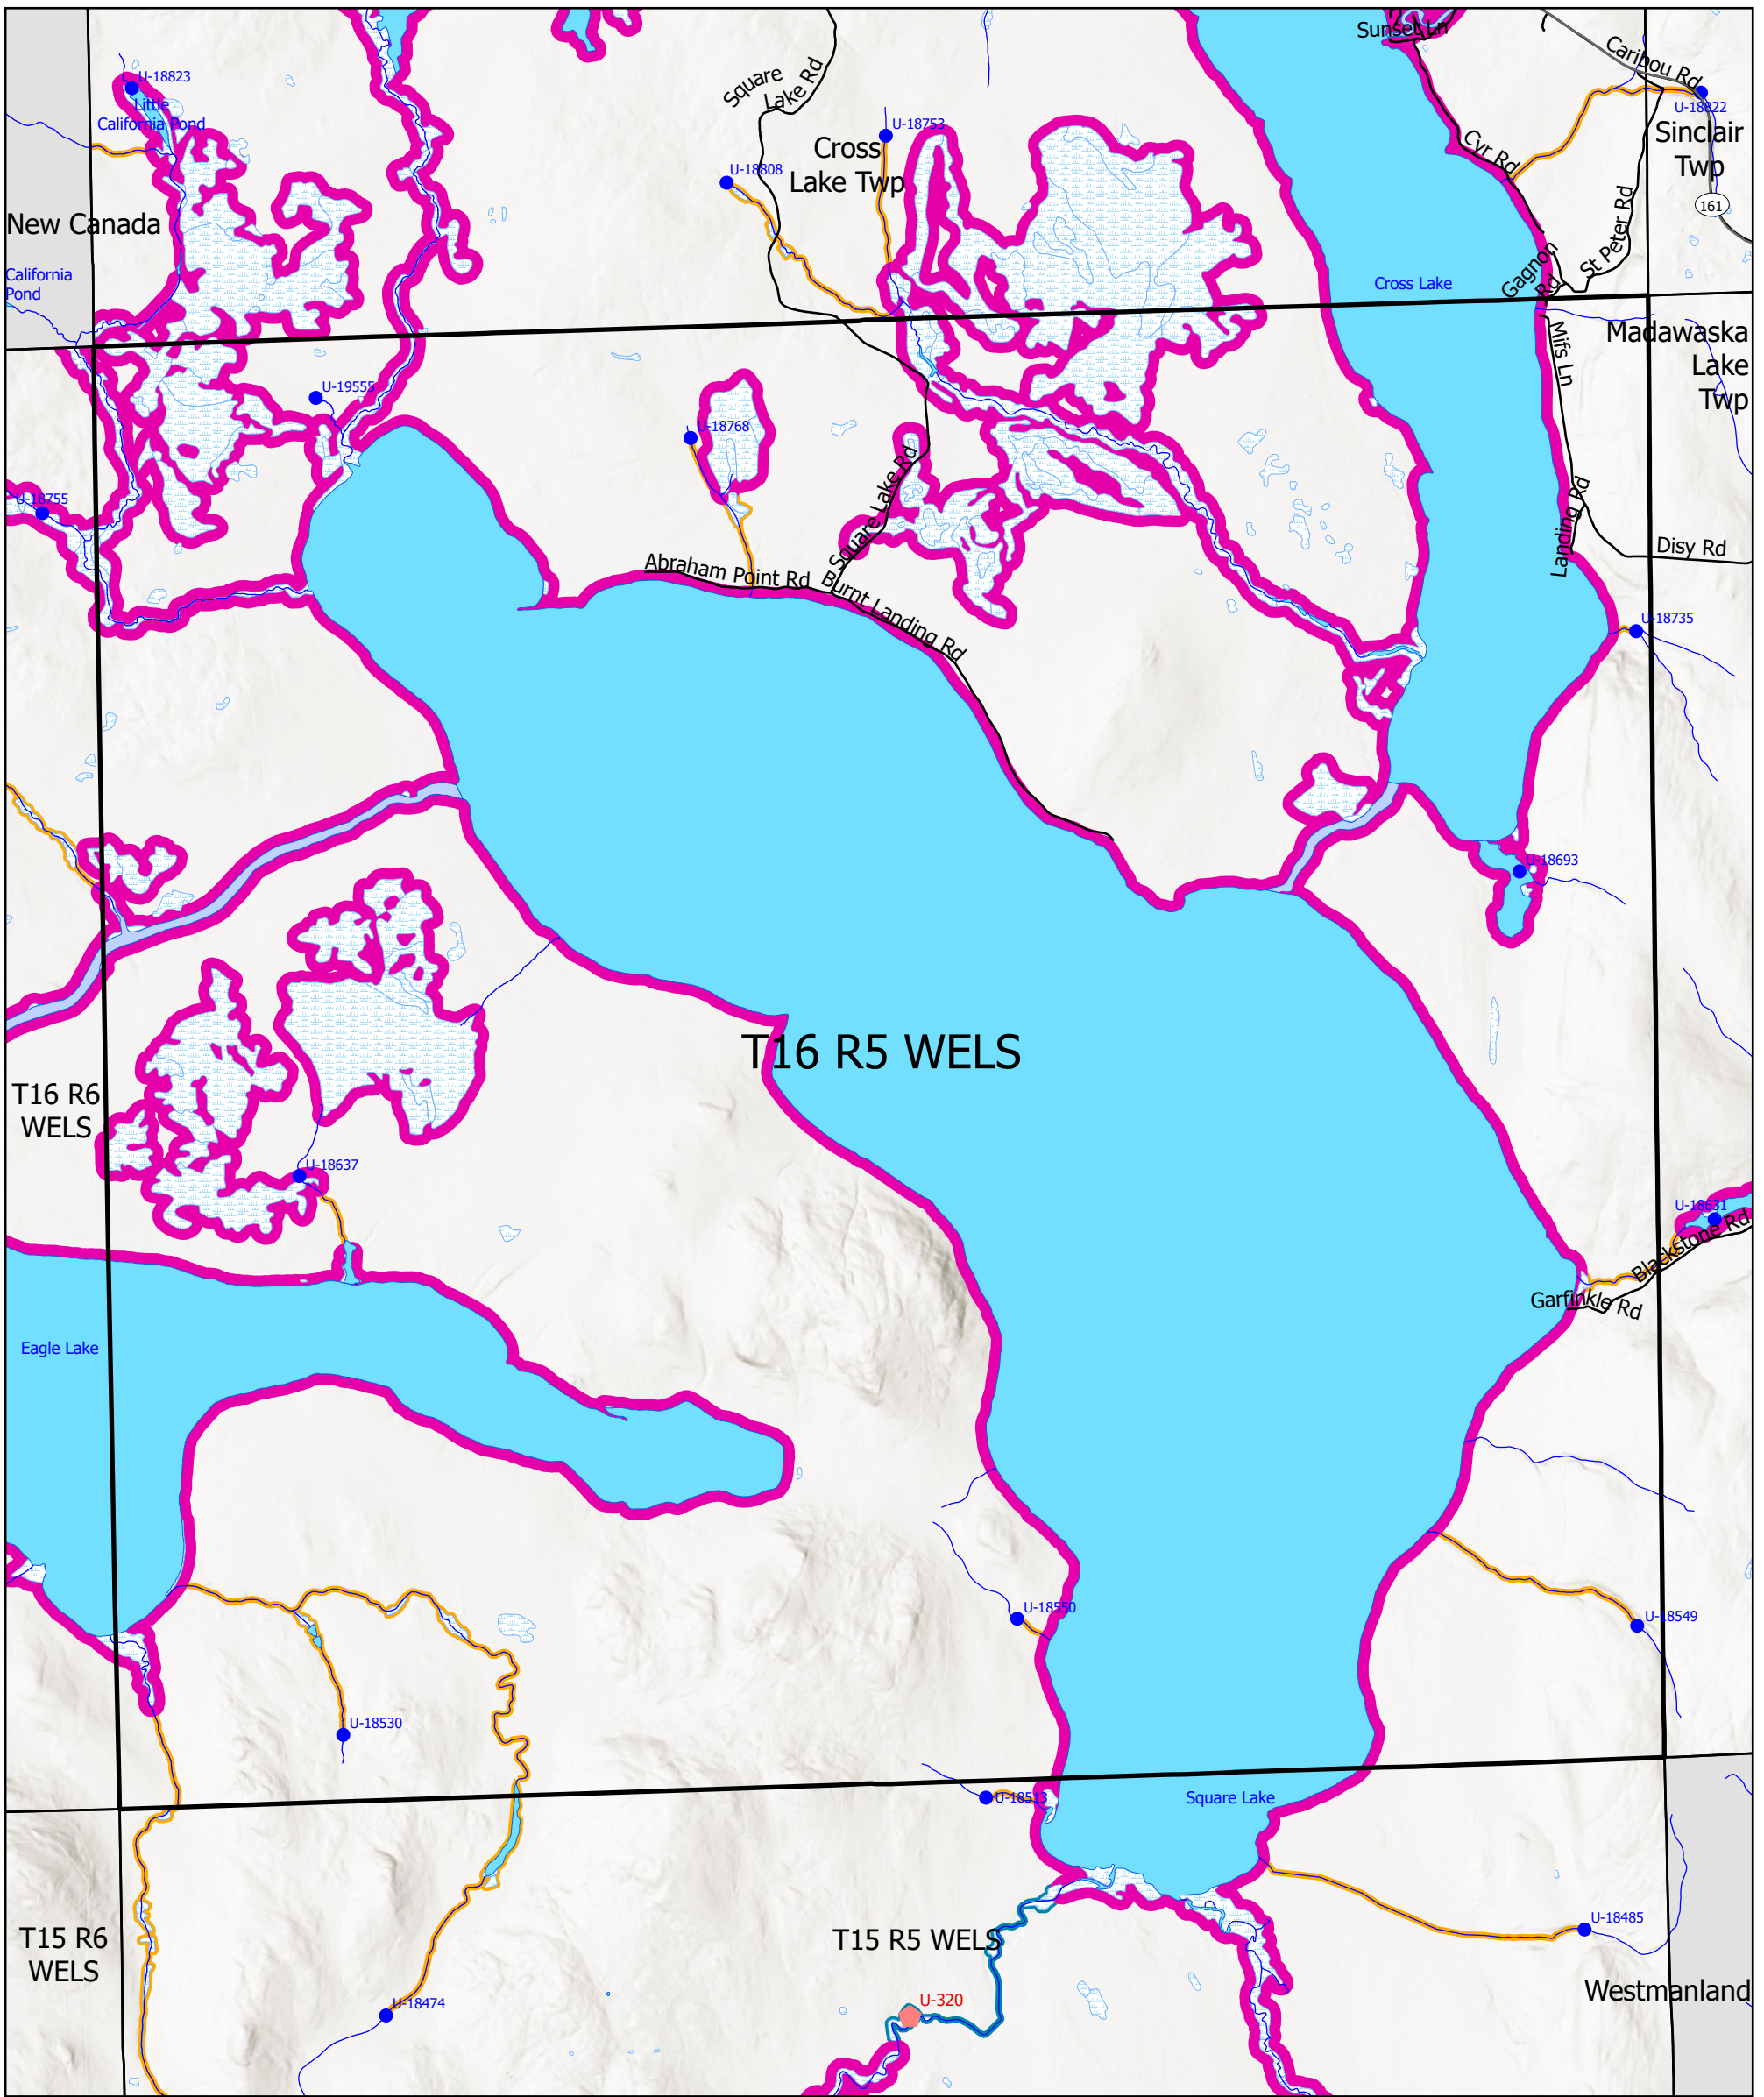 Sunset Ln
Caribou Rd
Square
Lake Rd
U-18823
Little
California Pond
U-18822
Sinclair
Twp
U-18753
Cross
Lake Twp
Cyr Rd
U-18808
161
New Canada
St Peter Rd
Gagnon
Rd
California
Pond
Cross Lake
Madawaska
Lake
Twp
Mifs Ln
U-19555
U-18768
Square Lake Rd
U-18755
Landing Rd
Disy Rd
Abraham Point Rd
Burnt Landing Rd
U-18735
U-18693
T16 R5 WELS
T16 R6
WELS
U-18637
U-18631
Blackstone Rd
Garfinkle Rd
Eagle Lake
U-18550
U-18549
U-18530
U-18513
Square Lake
T15 R6
WELS
T15 R5 WELS
U-18485
Westmanland
U-18474
U-320